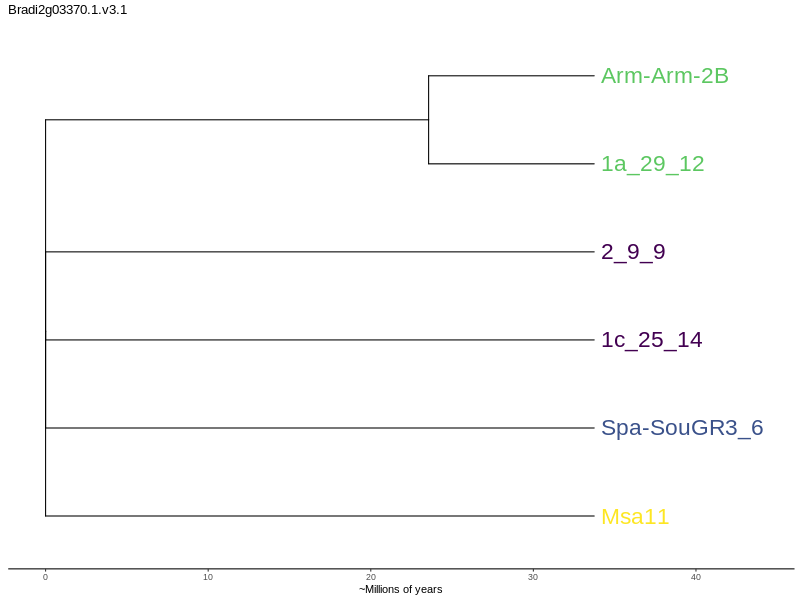 Bradi2g03370.1.v3.1
Arm-Arm-2B
1a_29_12
2_9_9
1c_25_14
Spa-SouGR3_6
Msa11
0 10 20 30 40
~Millions of years